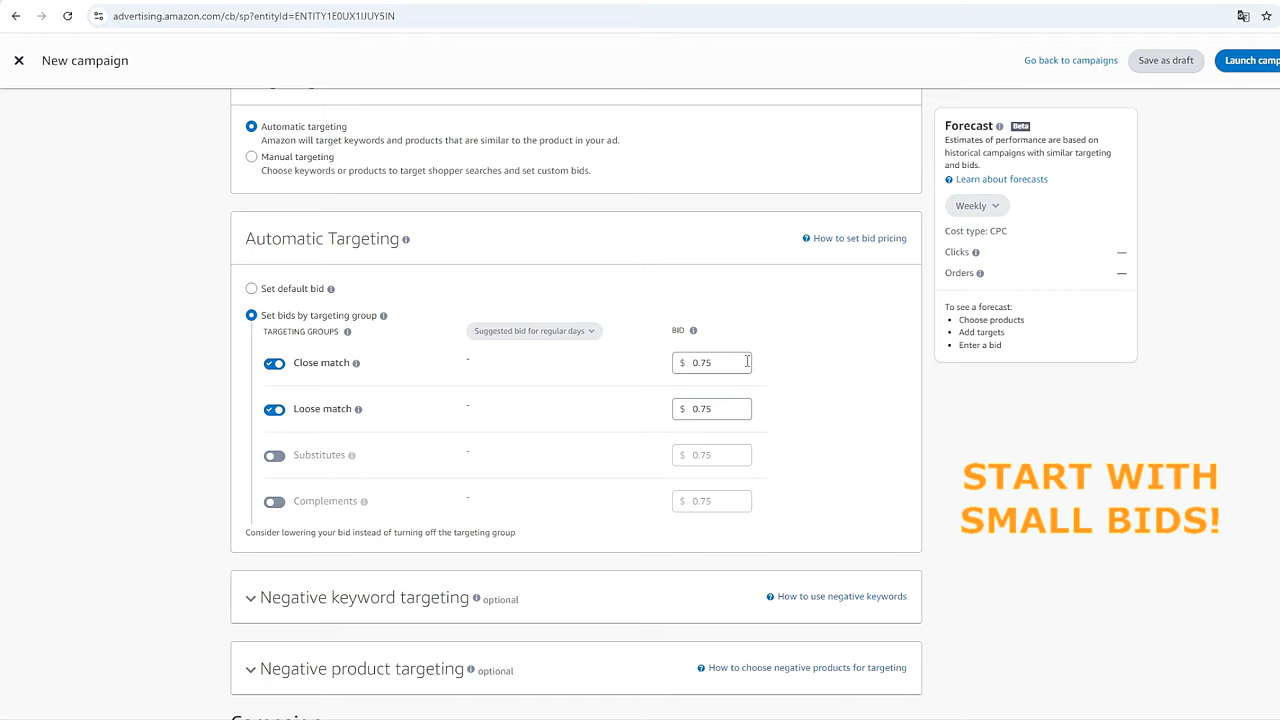 advertising.amazon.com/cb/sp?entityId=ENTITY1E0UX1IJUY5IN
New campaign
Go back to campaigns
Save as draft
Launch camp
Automatic targeting
Amazon will target keywords and products that are similar to the product in your ad.
Manual targeting
Choose keywords or products to target shopper searches and set custom bids.
Automatic Targeting
How to set bid pricing
Set default bid
Set bids by targeting group
TARGETING GROUPS
Suggested bid for regular days
BID
Close match
-
$ 0.75
Loose match
-
$ 0.75
Substitutes
-
$ 0.75
Complements
-
$ 0.75
Consider lowering your bid instead of turning off the targeting group
Negative keyword targeting optional
How to use negative keywords
Negative product targeting optional
How to choose negative products for targeting
Forecast Beta
Estimates of performance are based on
historical campaigns with similar targeting
and bids.
Learn about forecasts
Weekly
Cost type: CPC
Clicks —
Orders —
To see a forecast:
• Choose products
• Add targets
• Enter a bid
START WITH
SMALL BIDS!